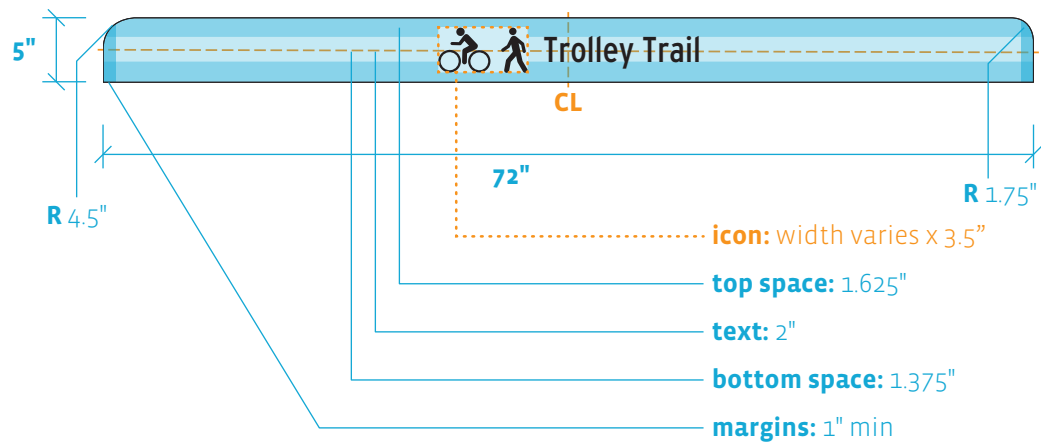 5"
Trolley Trail
CL
72"
R 4.5"
R 1.75"
icon: width varies x 3.5”
top space: 1.625"
text: 2"
bottom space: 1.375"
margins: 1" min